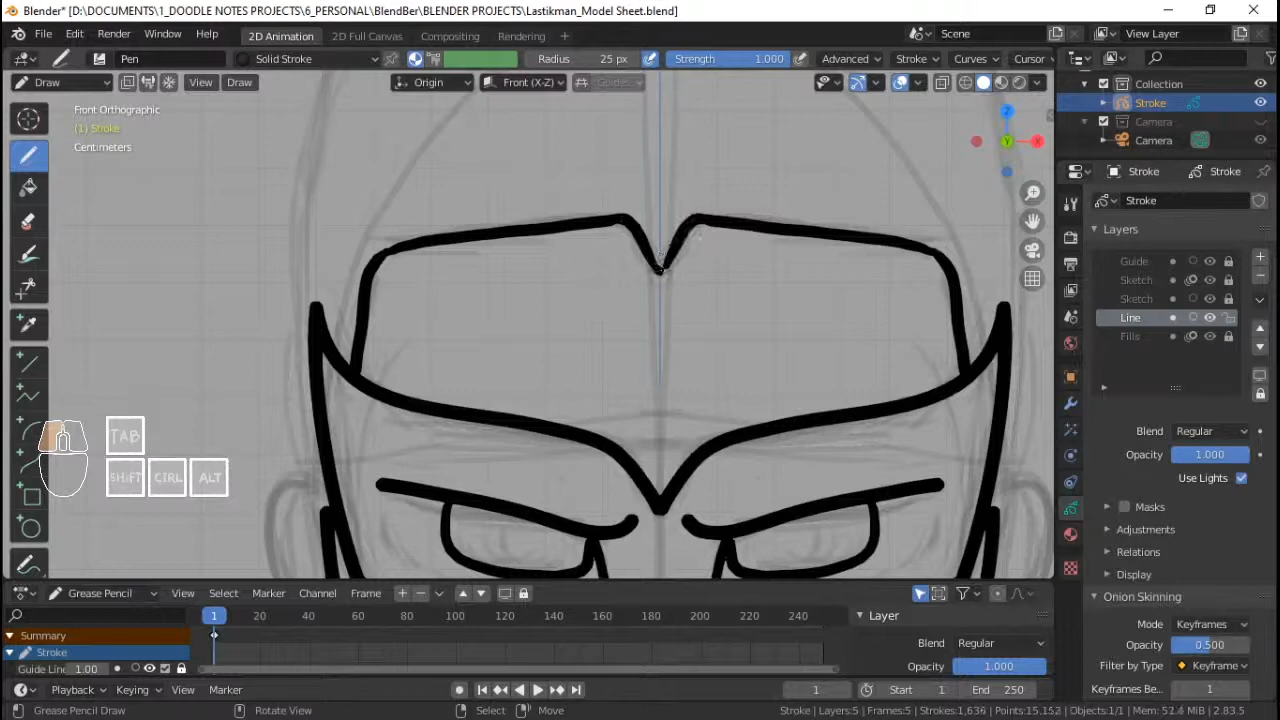 Blender* [D:\DOCUMENTS\1_DOODLE NOTES PROJECTS\6_PERSONAL\BlendBer\BLENDER PROJECTS\Lastikman_Model Sheet.blend]
File Edit Render Window Help 2D Animation 2D Full Canvas Compositing Rendering + Scene View Layer
Pen Solid Stroke Radius 25 px Strength 1.000 Advanced Stroke Curves Cursor
Draw View Draw Origin Front (X-Z) Guides Collection
Front Orthographic
(1) Stroke
Centimeters
Stroke
Camera
Camera
Z
Y X
Stroke Stroke
Stroke
Layers
Guide
Sketch
Sketch
Line
Fills
TAB
SHIFT CTRL ALT
Blend Regular
Opacity 1.000
Use Lights
Masks
Adjustments
Relations
Display
Onion Skinning
Mode Keyframes
Opacity 0.500
Filter by Type Keyframe
Keyframes Be... 1
Grease Pencil View Select Marker Channel Frame
1 20 40 60 80 100 120 140 160 180 200 220 240 Layer
Summary Blend Regular
Stroke
Guide Line 1.00 Opacity 1.000
Playback Keying View Marker 1 Start 1 End 250
Grease Pencil Draw Rotate View Select Move Stroke | Layers:5 | Frames:5 | Strokes:1,636 | Points:15,152 | Objects:1/1 | Mem: 52.6 MiB | 2.83.5